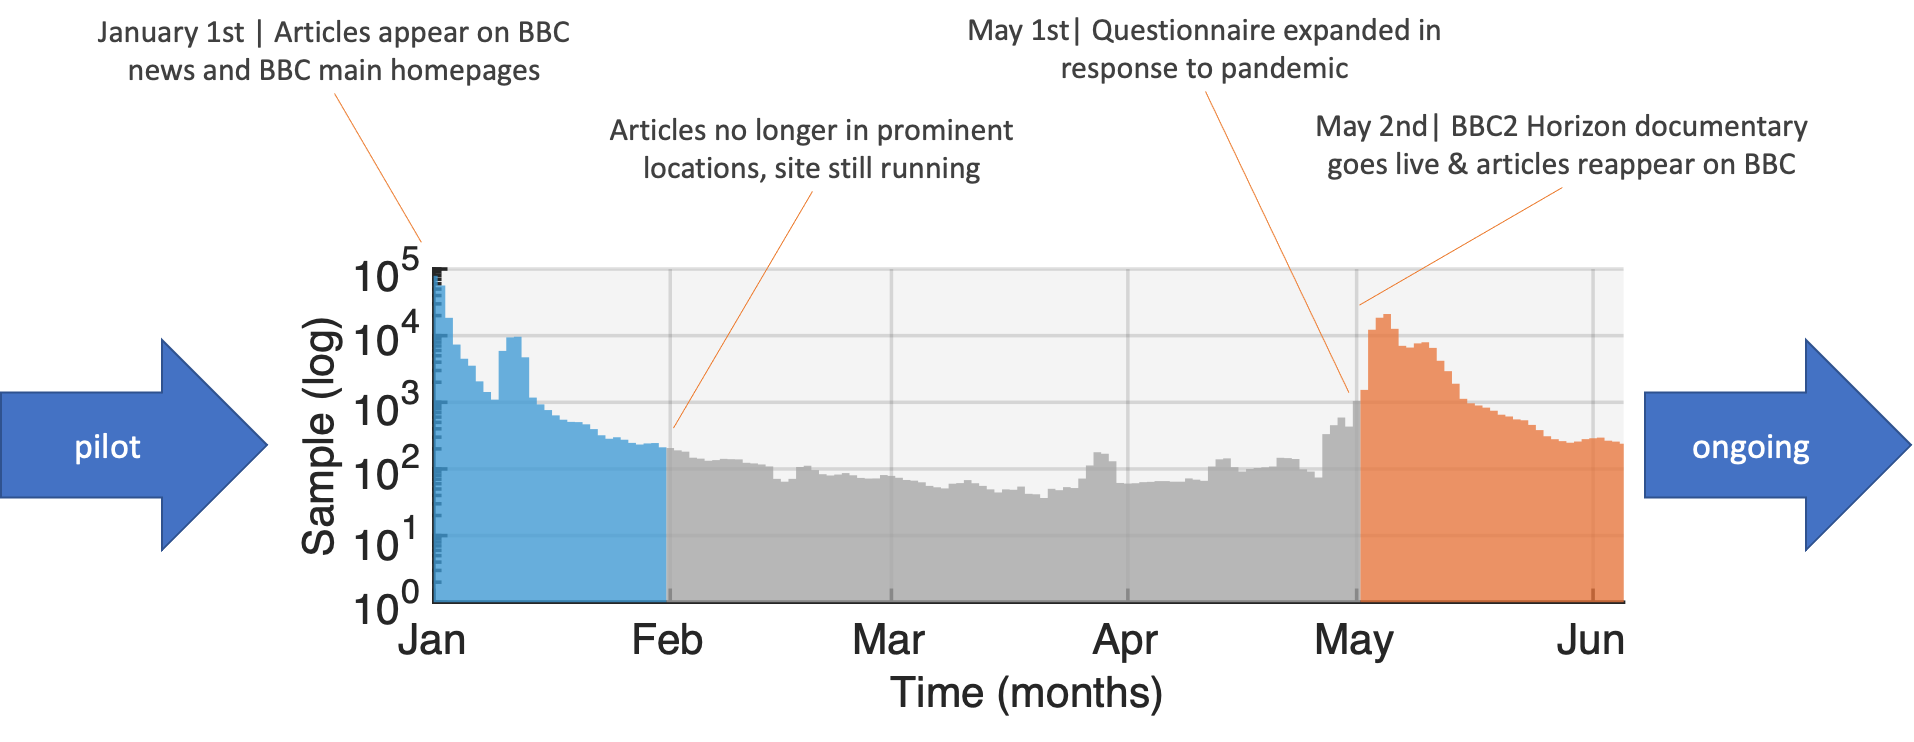 January 1st | Articles appear on BBC
news and BBC main homepages
May 1st| Questionnaire expanded in
response to pandemic
Articles no longer in prominent
locations, site still running
May 2nd| BBC2 Horizon documentary
goes live & articles reappear on BBC
pilot
Sample (log)
10^5
10^4
10^3
10^2
10^1
10^0
Jan Feb Mar Apr May Jun
Time (months)
ongoing